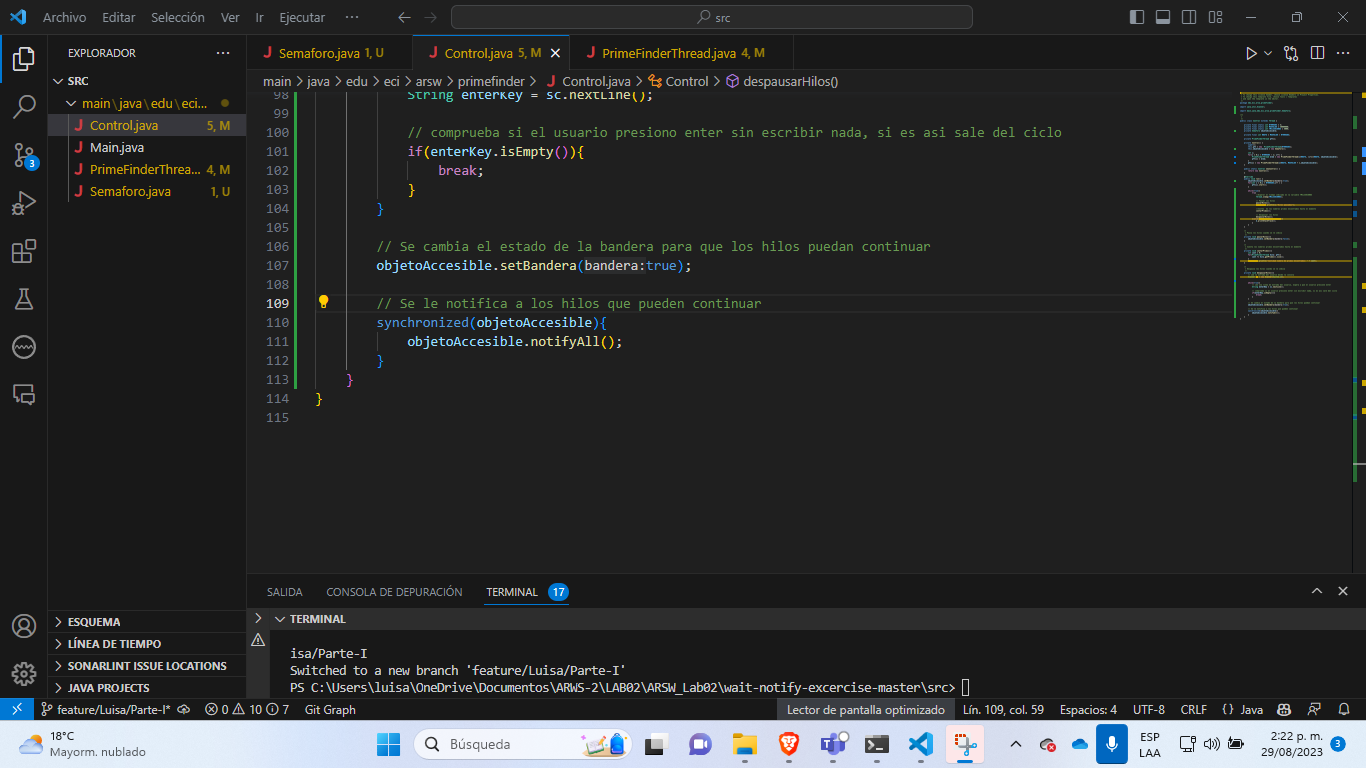 Archivo Editar Selección Ver Ir Ejecutar ··· src
EXPLORADOR ···
SRC
main\java\edu\eci...
Control.java 5, M
Main.java
PrimeFinderThrea... 4, M
Semaforo.java 1, U
ESQUEMA
LÍNEA DE TIEMPO
SONARLINT ISSUE LOCATIONS
JAVA PROJECTS
3
Semaforo.java 1, U Control.java 5, M PrimeFinderThread.java 4, M
main > java > edu > eci > arsw > primefinder > Control.java > Control > despausarHilos()
98 String enterKey = sc.nextLine();
99
100 // comprueba si el usuario presiono enter sin escribir nada, si es asi sale del ciclo
101 if(enterKey.isEmpty()){
102 break;
103 }
104 }
105
106 // Se cambia el estado de la bandera para que los hilos puedan continuar
107 objetoAccesible.setBandera(bandera:true);
108
109 // Se le notifica a los hilos que pueden continuar
110 synchronized(objetoAccesible){
111 objetoAccesible.notifyAll();
112 }
113 }
114 }
115
SALIDA CONSOLA DE DEPURACIÓN TERMINAL 17
TERMINAL
isa/Parte-I
Switched to a new branch 'feature/Luisa/Parte-I'
PS C:\Users\luisa\OneDrive\Documentos\ARWS-2\LAB02\ARSW_Lab02\wait-notify-excercise-master\src>
feature/Luisa/Parte-I* 0 10 7 Git Graph Lector de pantalla optimizado Lín. 109, col. 59 Espacios: 4 UTF-8 CRLF {} Java
18°C
Mayorm. nublado
Búsqueda
ESP
LAA
2:22 p. m.
29/08/2023
3